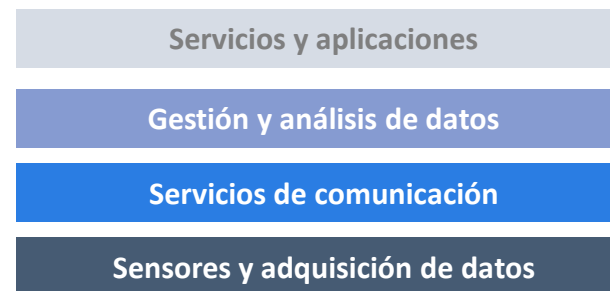 Servicios y aplicaciones
Gestión y análisis de datos
Servicios de comunicación
Sensores y adquisición de datos